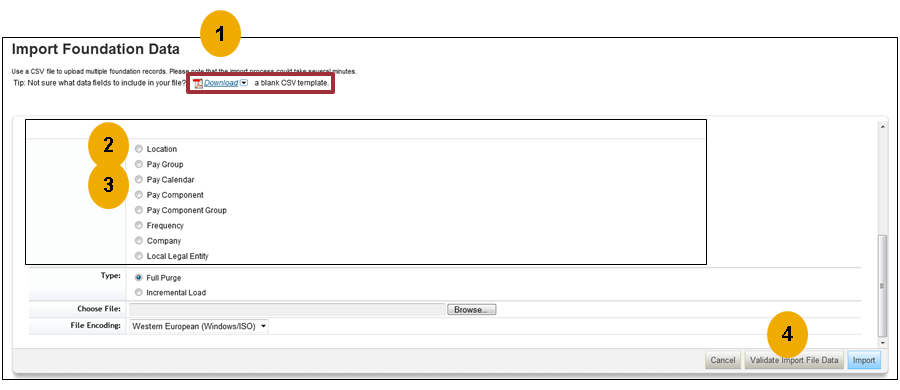 1
Import Foundation Data
Use a CSV file to upload multiple foundation records. Please note that the import process could take several minutes.
Tip: Not sure what data fields to include in your file? Download a blank CSV template.
2
Location
Pay Group
3
Pay Calendar
Pay Component
Pay Component Group
Frequency
Company
Local Legal Entity
Type: Full Purge
Incremental Load
Choose File: Browse...
File Encoding: Western European (Windows/ISO)
4
Cancel Validate Import File Data Import